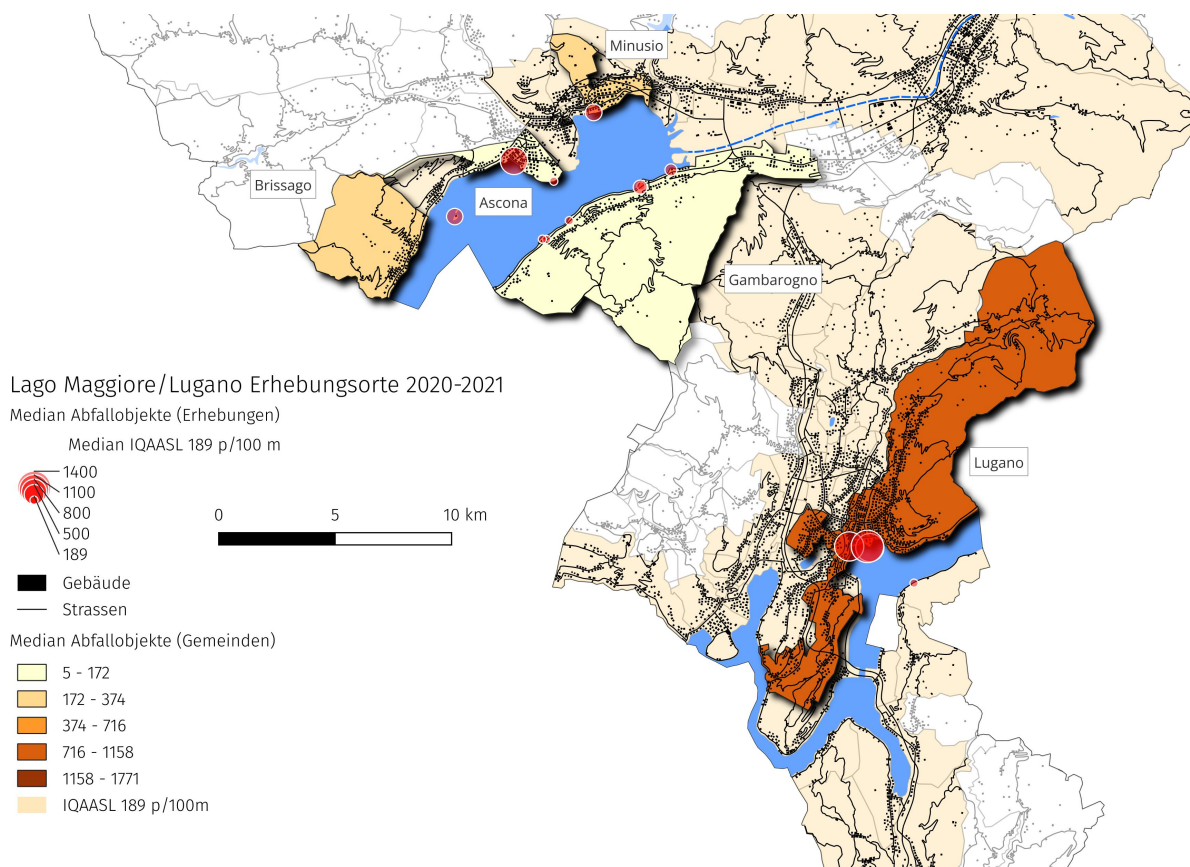 Minusio
Brissago
Ascona
Gambarogno
Lugano
Lago Maggiore/Lugano Erhebungsorte 2020-2021
Median Abfallobjekte (Erhebungen)
Median IQAASL 189 p/100 m
1400
1100
800
500
189
0 5 10 km
Gebäude
Strassen
Median Abfallobjekte (Gemeinden)
5 - 172
172 - 374
374 - 716
716 - 1158
1158 - 1771
IQAASL 189 p/100m